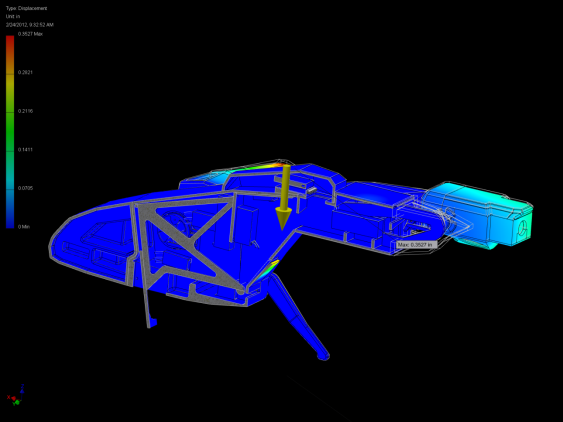 Type: Displacement
Unit: in
2/24/2012, 9:32:52 AM
0.3527 Max
0.2821
0.2116
0.1411
0.0705
0 Min
Max: 0.3527 in